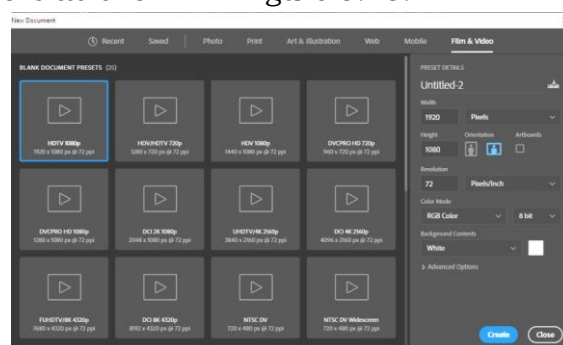 New Document
Recent Saved Photo Print Art & Illustration Web Mobile Film & Video
BLANK DOCUMENT PRESETS (25)
HDTV 1080p
1920 x 1080 px @ 72 ppi
HDV/HDTV 720p
1280 x 720 px @ 72 ppi
HDV 1080p
1440 x 1080 px @ 72 ppi
DVCPRO HD 720p
960 x 720 px @ 72 ppi
DVCPRO HD 1080p
1280 x 1080 px @ 72 ppi
DCI 2K 1080p
2048 x 1080 px @ 72 ppi
UHDTV/4K 2160p
3840 x 2160 px @ 72 ppi
DCI 4K 2160p
4096 x 2160 px @ 72 ppi
FUHDTV/8K 4320p
7680 x 4320 px @ 72 ppi
DCI 8K 4320p
8192 x 4320 px @ 72 ppi
NTSC DV
720 x 480 px @ 72 ppi
NTSC DV Widescreen
720 x 480 px @ 72 ppi
PRESET DETAILS
Untitled-2
Width
1920 Pixels
Height Orientation Artboards
1080
Resolution
72 Pixels/Inch
Color Mode
RGB Color 8 bit
Background Contents
White
Advanced Options
Create Close